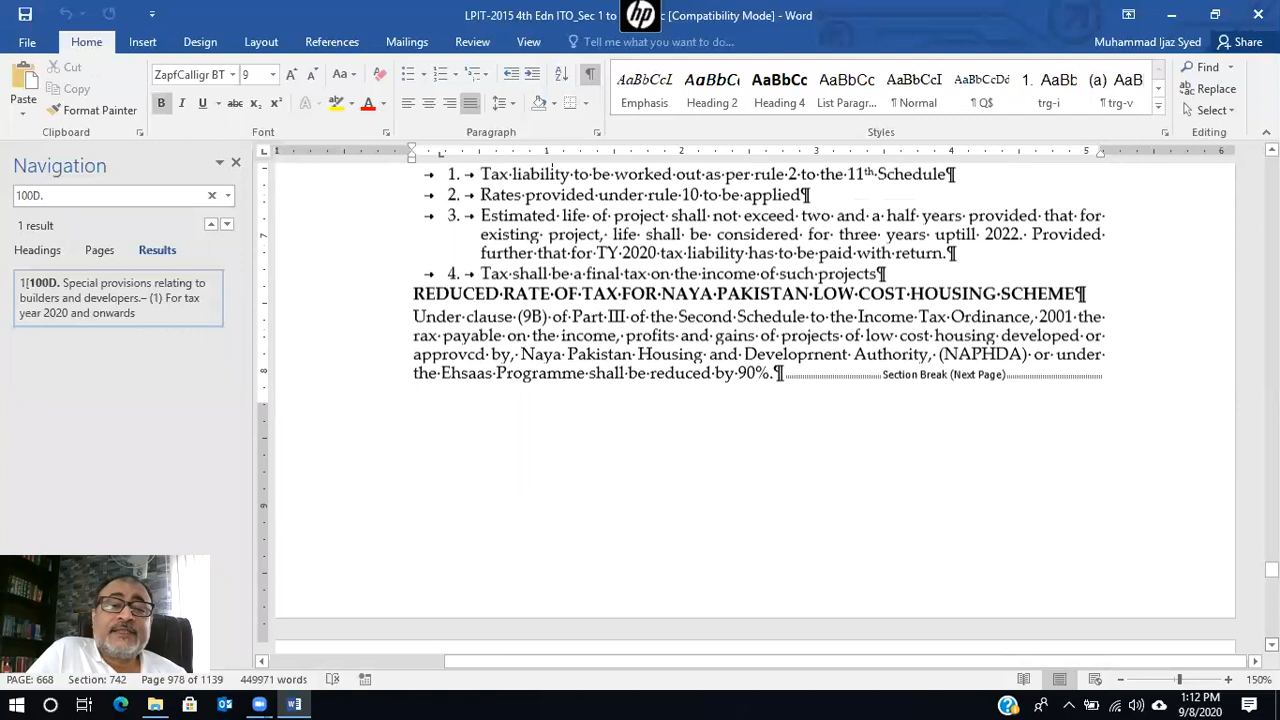 LPIT-2015 4th Edn ITO_Sec 1 to
c [Compatibility Mode] - Word
hp
File
Home
Insert
Design
Layout
References
Mailings
Review
View
Tell me what you want to do...
Muhammad Ijaz Syed
Share
Paste
Cut
Copy
Format Painter
Clipboard
ZapfCalligr BT
9
Aa
B I U abc
A A
Font
Paragraph
AaBbCcL AaBbCc AaBbCc AaBbCcI AaBbCcI AaBbCcDd 1. AaBb (a) AaB
Emphasis Heading 2 Heading List Paragr... ¶ Normal ¶ Q$ trg-i ¶ trg-v
Styles
Find
Replace
Select
Editing
Navigation
100D.
1 result
Headings Pages Results
1[100D. Special provisions relating to
builders and developers.– (1) For tax
year 2020 and onwards
1 1 2 3 4 5 6
7
8
9
1. Tax liability to be worked out as per rule 2 to the 11th Schedule¶
2. Rates provided under rule 10 to be applied¶
3. Estimated life of project shall not exceed two and a half years provided that for
existing project, life shall be considered for three years uptill 2022. Provided
further that for TY 2020 tax liability has to be paid with return.¶
4. Tax shall be a final tax on the income of such projects¶
REDUCED RATE OF TAX FOR NAYA PAKISTAN LOW COST HOUSING SCHEME¶
Under clause (9B) of Part III of the Second Schedule to the Income Tax Ordinance, 2001 the
rax payable on the income, profits and gains of projects of low cost housing developed or
approvcd by, Naya Pakistan Housing and Developrnent Authority, (NAPHDA) or under
the Ehsaas Programme shall be reduced by 90%.¶ Section Break (Next Page)
PAGE: 668
Section: 742
Page 978 of 1139
449971 words
150%
1:12 PM
9/8/2020